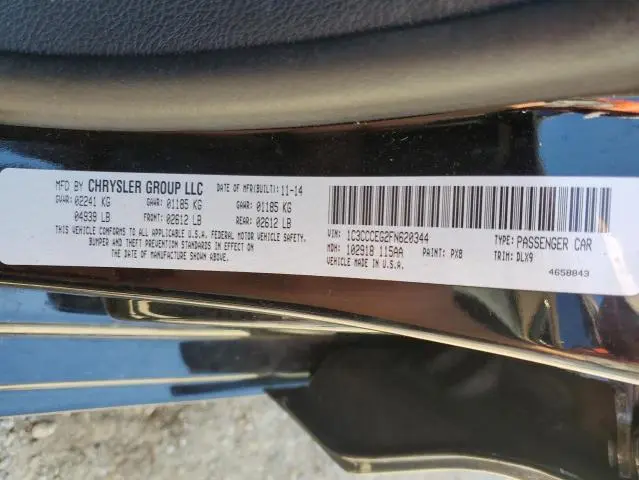 MFD BY CHRYSLER GROUP LLC DATE OF MFR(BUILT): 11-14
GVWR: 02241 KG GAWR: 01185 KG GAWR: 01185 KG
04939 LB FRONT: 02612 LB REAR: 02612 LB
THIS VEHICLE CONFORMS TO ALL APPLICABLE U.S.A. FEDERAL MOTOR VEHICLE SAFETY,
BUMPER AND THEFT PREVENTION STANDARDS IN EFFECT ON
THE DATE OF MANUFACTURE SHOWN ABOVE.
VIN: 1C3CCCEG2FN620344 TYPE: PASSENGER CAR
MDH: 102918 115AA PAINT: PX8 TRIM: DLX9
VEHICLE MADE IN U.S.A. 4658843